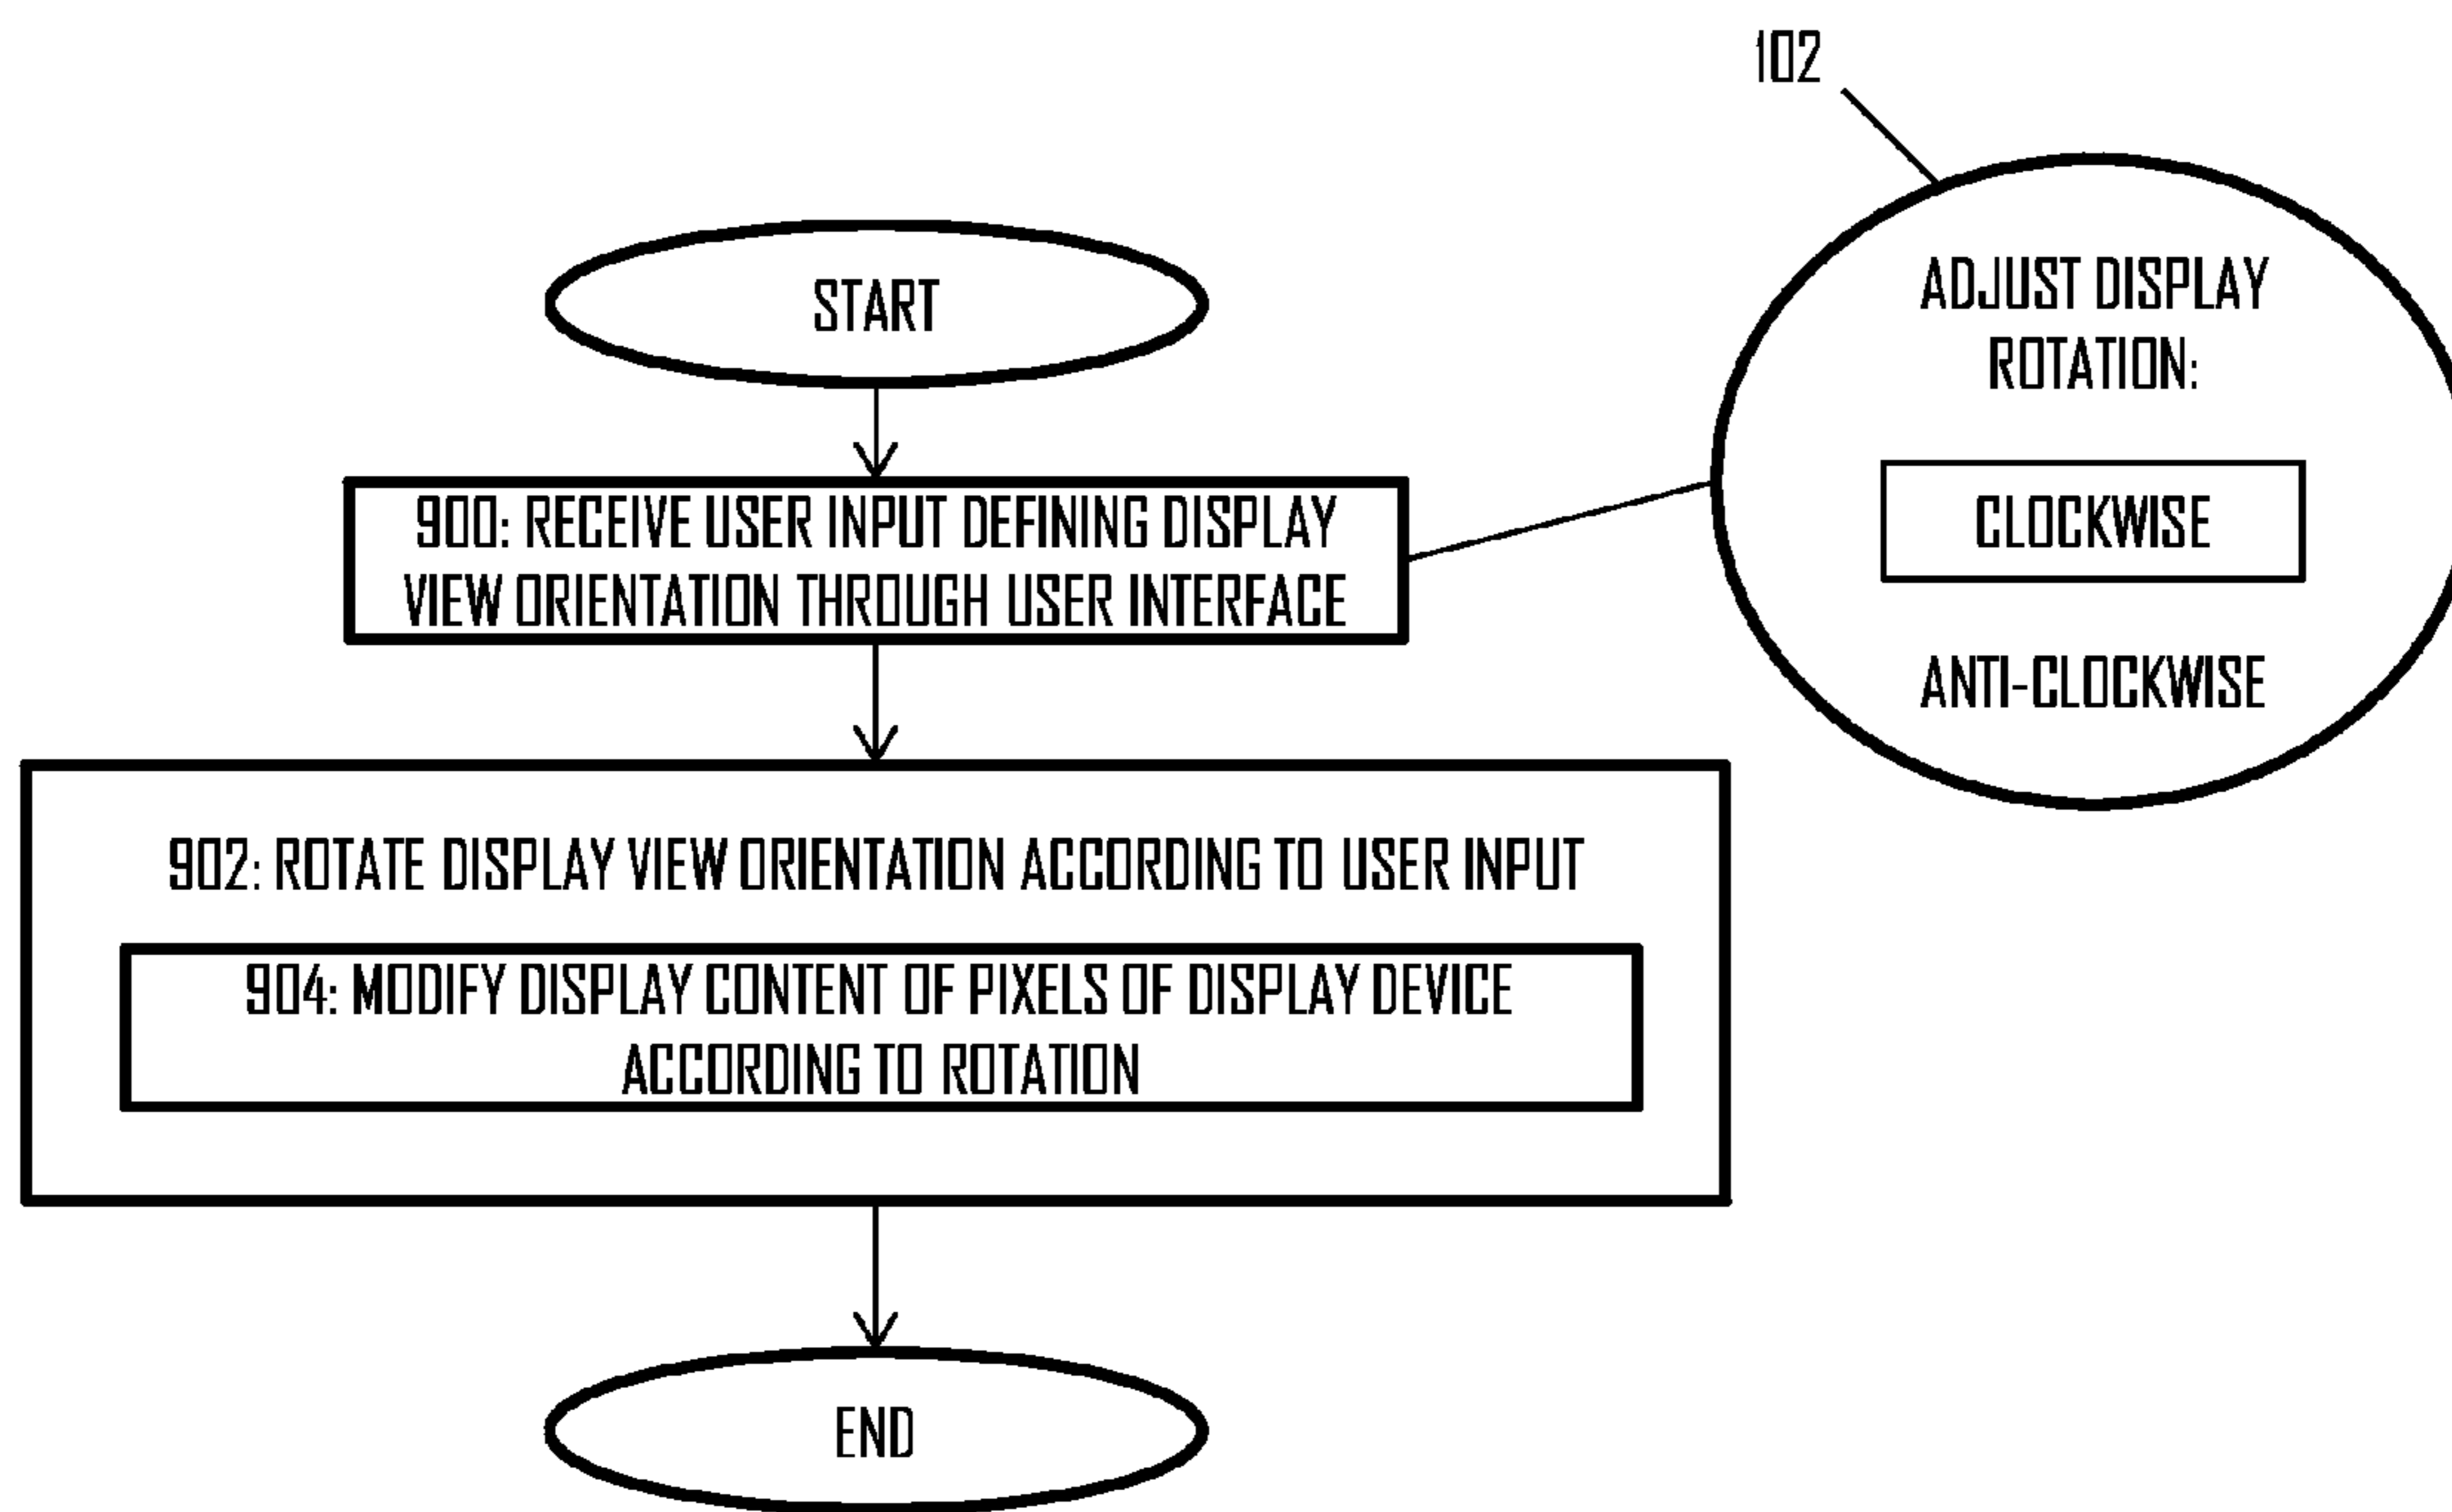 102
START
ADJUST DISPLAY
ROTATION:
CLOCKWISE
ANTI-CLOCKWISE
900: RECEIVE USER INPUT DEFINING DISPLAY
VIEW ORIENTATION THROUGH USER INTERFACE
902: ROTATE DISPLAY VIEW ORIENTATION ACCORDING TO USER INPUT
904: MODIFY DISPLAY CONTENT OF PIXELS OF DISPLAY DEVICE
ACCORDING TO ROTATION
END